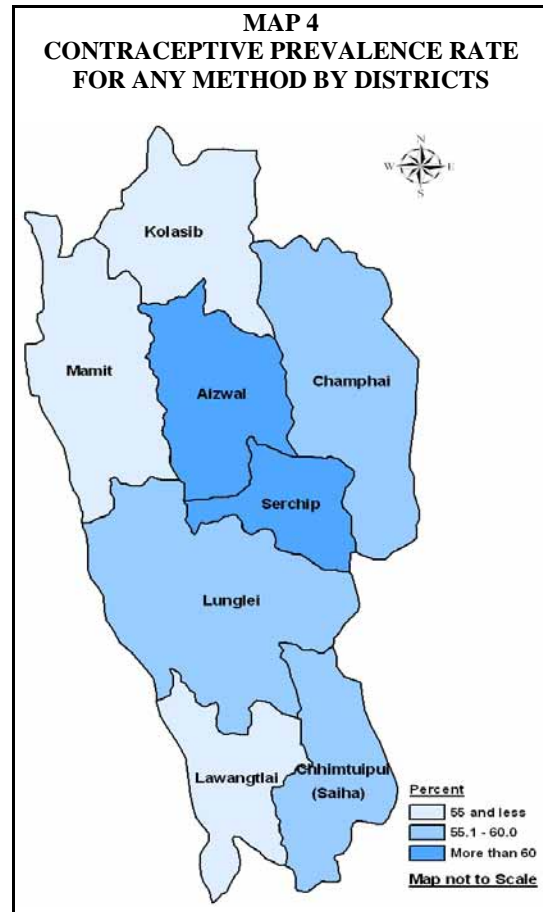 MAP 4
CONTRACEPTIVE PREVALENCE RATE
FOR ANY METHOD BY DISTRICTS
N
W E
S
Kolasib
Mamit
Aizwal
Champhai
Serchip
Lunglei
Lawangtlai
Chhimtuipui
(Saiha)
Percent
55 and less
55.1 - 60.0
More than 60
Map not to Scale